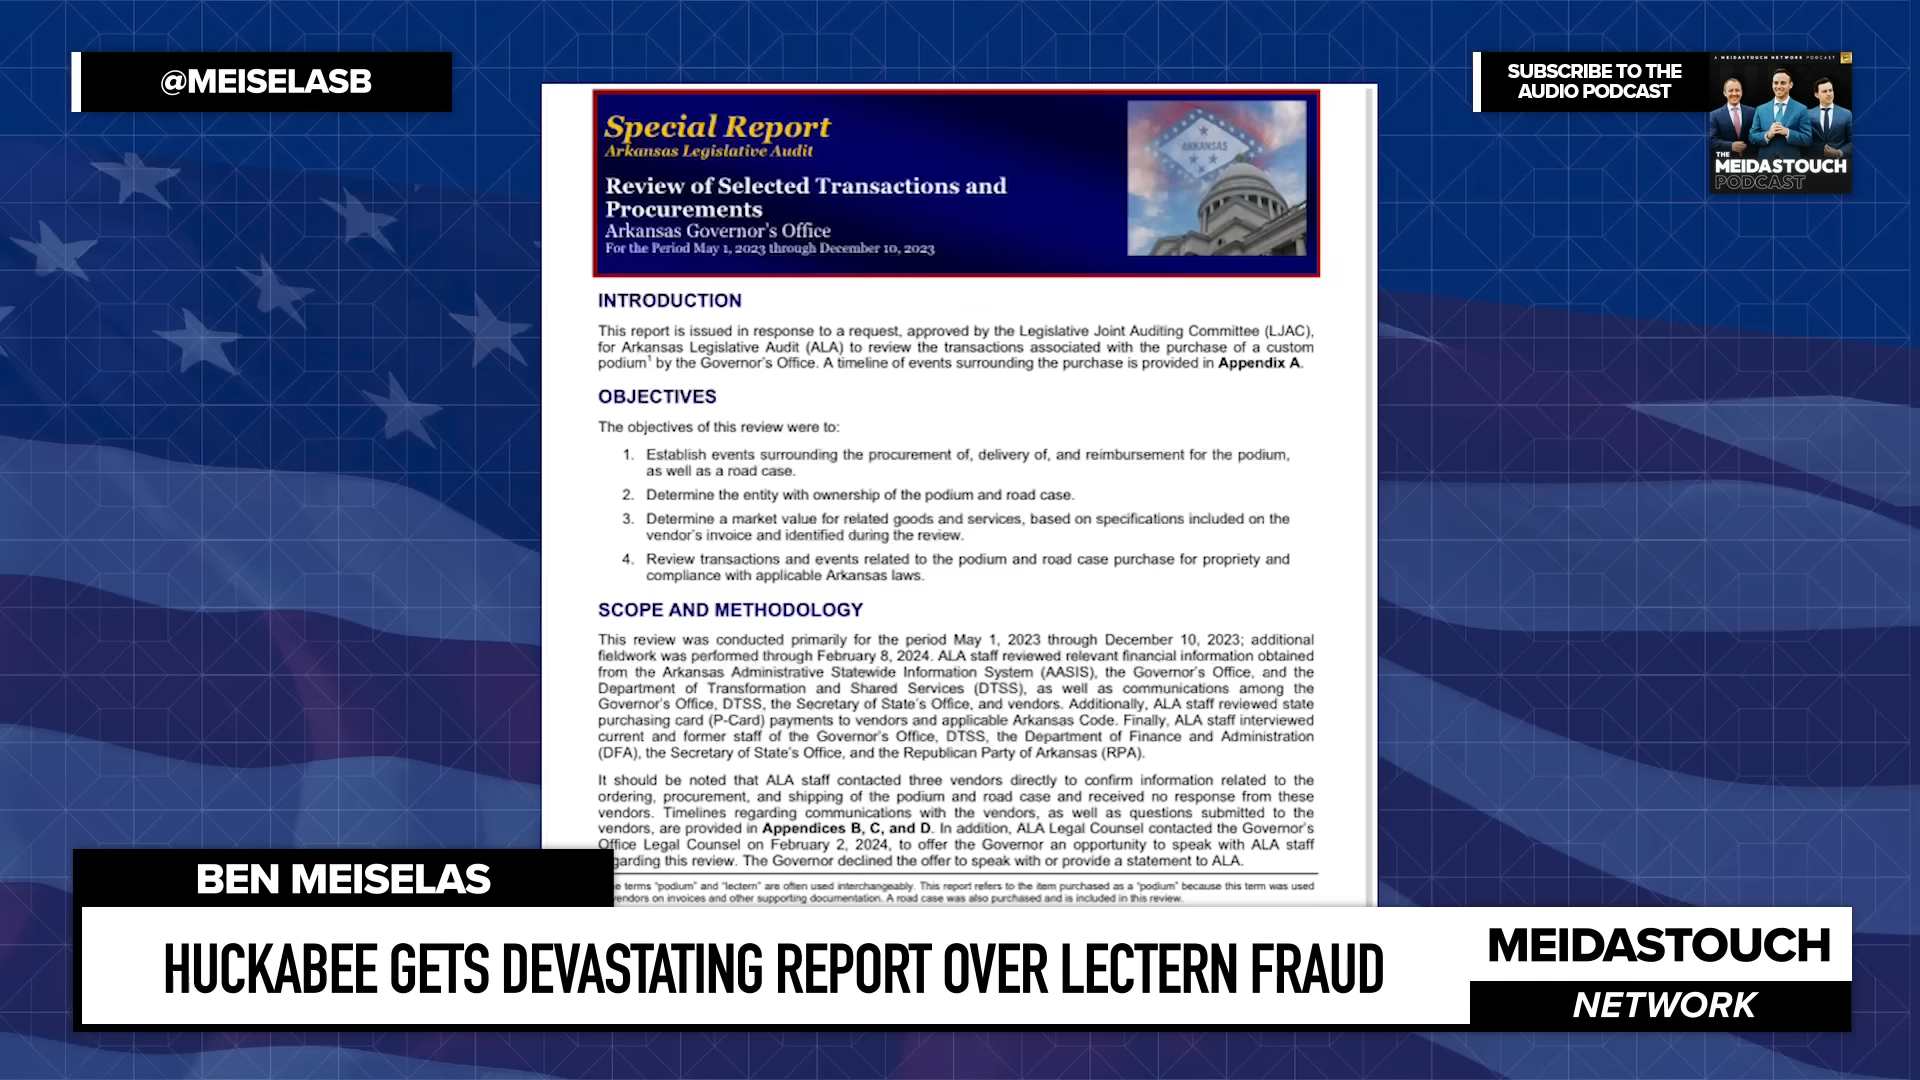 @MEISELASB
SUBSCRIBE TO THE
AUDIO PODCAST
A MEIDASTOUCH NETWORK PODCAST
THE
MEIDASTOUCH
PODCAST
Special Report
Arkansas Legislative Audit
Review of Selected Transactions and
Procurements
Arkansas Governor's Office
For the Period May 1, 2023 through December 10, 2023
ARKANSAS
INTRODUCTION
This report is issued in response to a request, approved by the Legislative Joint Auditing Committee (LJAC),
for Arkansas Legislative Audit (ALA) to review the transactions associated with the purchase of a custom
podium¹ by the Governor's Office. A timeline of events surrounding the purchase is provided in Appendix A.
OBJECTIVES
The objectives of this review were to:
1. Establish events surrounding the procurement of, delivery of, and reimbursement for the podium,
as well as a road case.
2. Determine the entity with ownership of the podium and road case.
3. Determine a market value for related goods and services, based on specifications included on the
vendor's invoice and identified during the review.
4. Review transactions and events related to the podium and road case purchase for propriety and
compliance with applicable Arkansas laws.
SCOPE AND METHODOLOGY
This review was conducted primarily for the period May 1, 2023 through December 10, 2023; additional
fieldwork was performed through February 8, 2024. ALA staff reviewed relevant financial information obtained
from the Arkansas Administrative Statewide Information System (AASIS), the Governor's Office, and the
Department of Transformation and Shared Services (DTSS), as well as communications among the
Governor's Office, DTSS, the Secretary of State's Office, and vendors. Additionally, ALA staff reviewed state
purchasing card (P-Card) payments to vendors and applicable Arkansas Code. Finally, ALA staff interviewed
current and former staff of the Governor's Office, DTSS, the Department of Finance and Administration
(DFA), the Secretary of State's Office, and the Republican Party of Arkansas (RPA).
It should be noted that ALA staff contacted three vendors directly to confirm information related to the
ordering, procurement, and shipping of the podium and road case and received no response from these
vendors. Timelines regarding communications with the vendors, as well as questions submitted to the
vendors, are provided in Appendices B, C, and D. In addition, ALA Legal Counsel contacted the Governor's
Office Legal Counsel on February 2, 2024, to offer the Governor an opportunity to speak with ALA staff
garding this review. The Governor declined the offer to speak with or provide a statement to ALA.
e terms "podium" and "lectern" are often used interchangeably. This report refers to the item purchased as a "podium" because this term was used
vendors on invoices and other supporting documentation. A road case was also purchased and is included in this review.
BEN MEISELAS
HUCKABEE GETS DEVASTATING REPORT OVER LECTERN FRAUD
MEIDASTOUCH
NETWORK